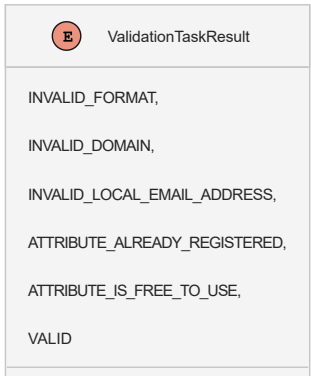 E ValidationTaskResult
INVALID_FORMAT,
INVALID_DOMAIN,
INVALID_LOCAL_EMAIL_ADDRESS,
ATTRIBUTE_ALREADY_REGISTERED,
ATTRIBUTE_IS_FREE_TO_USE,
VALID